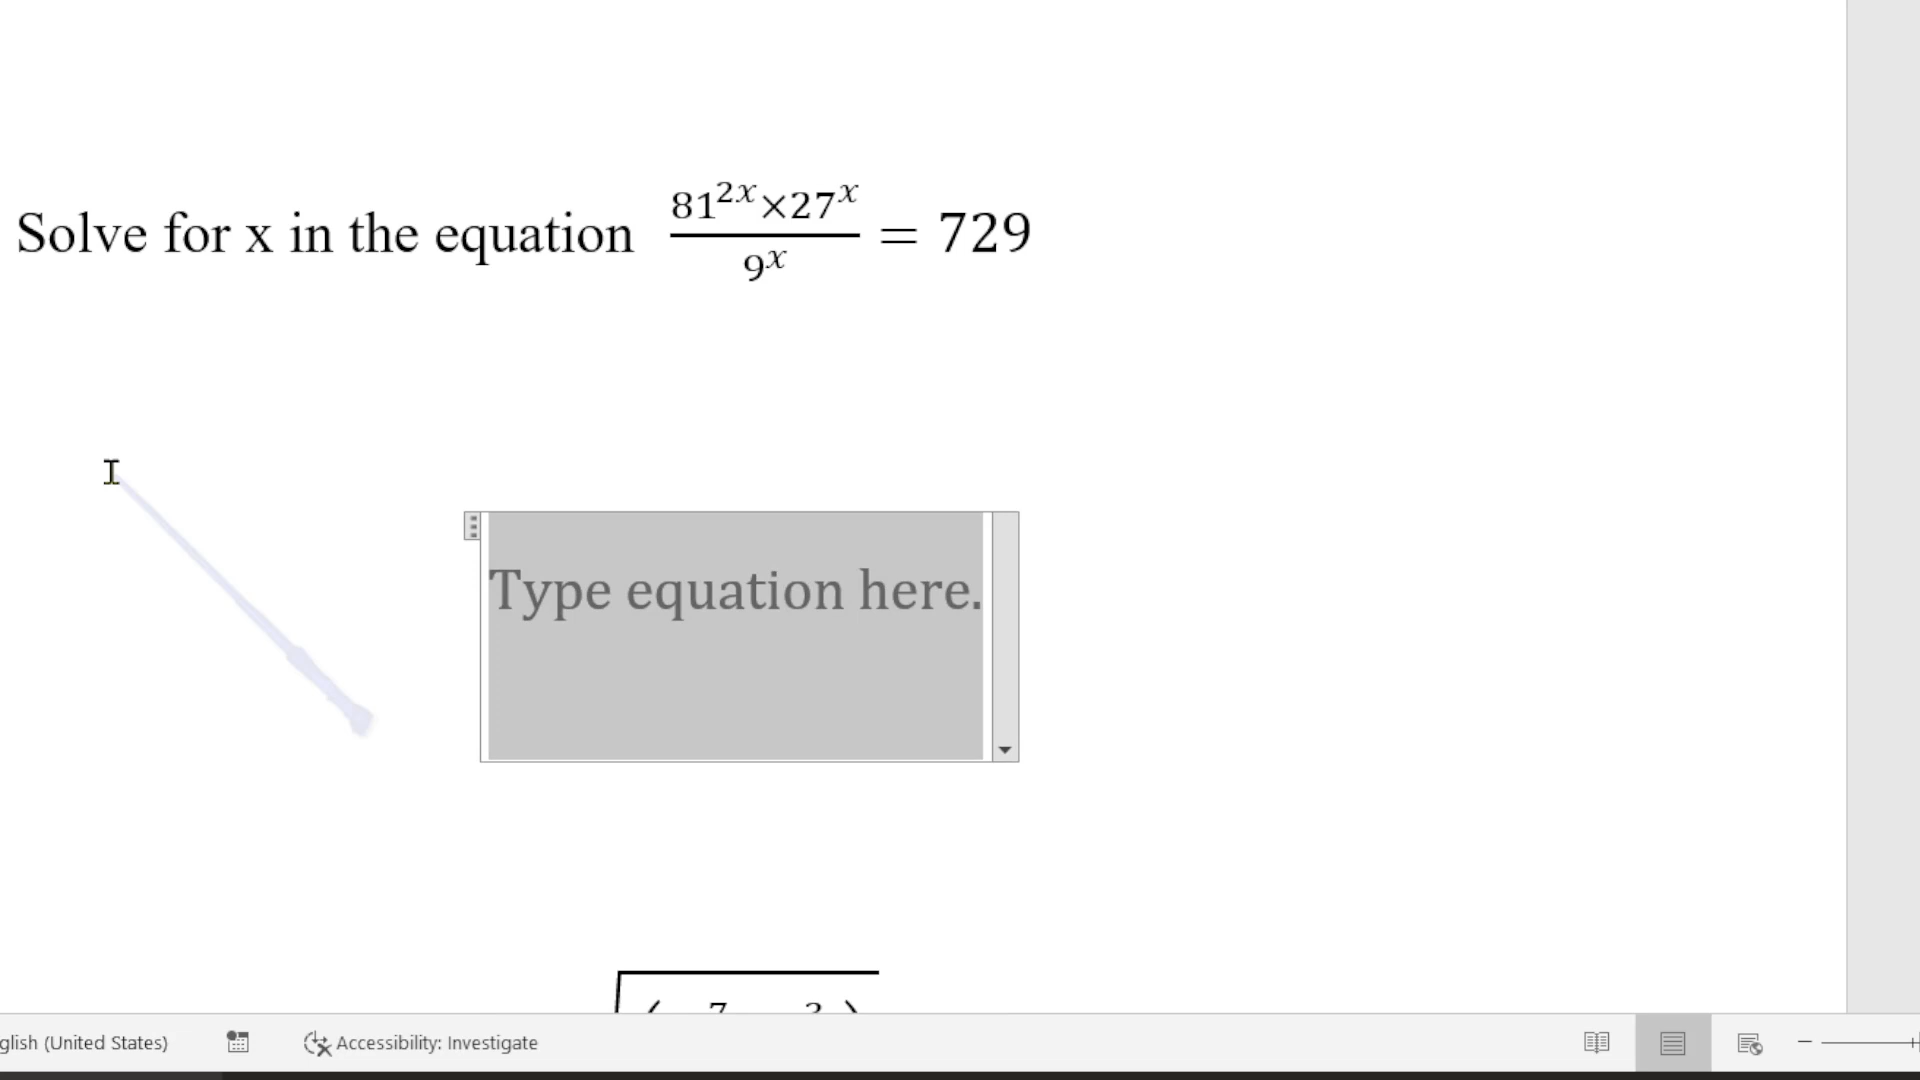 Solve for x in the equation 81^{2x}×27^x / 9^x = 729
Type equation here.
glish (United States)
Accessibility: Investigate